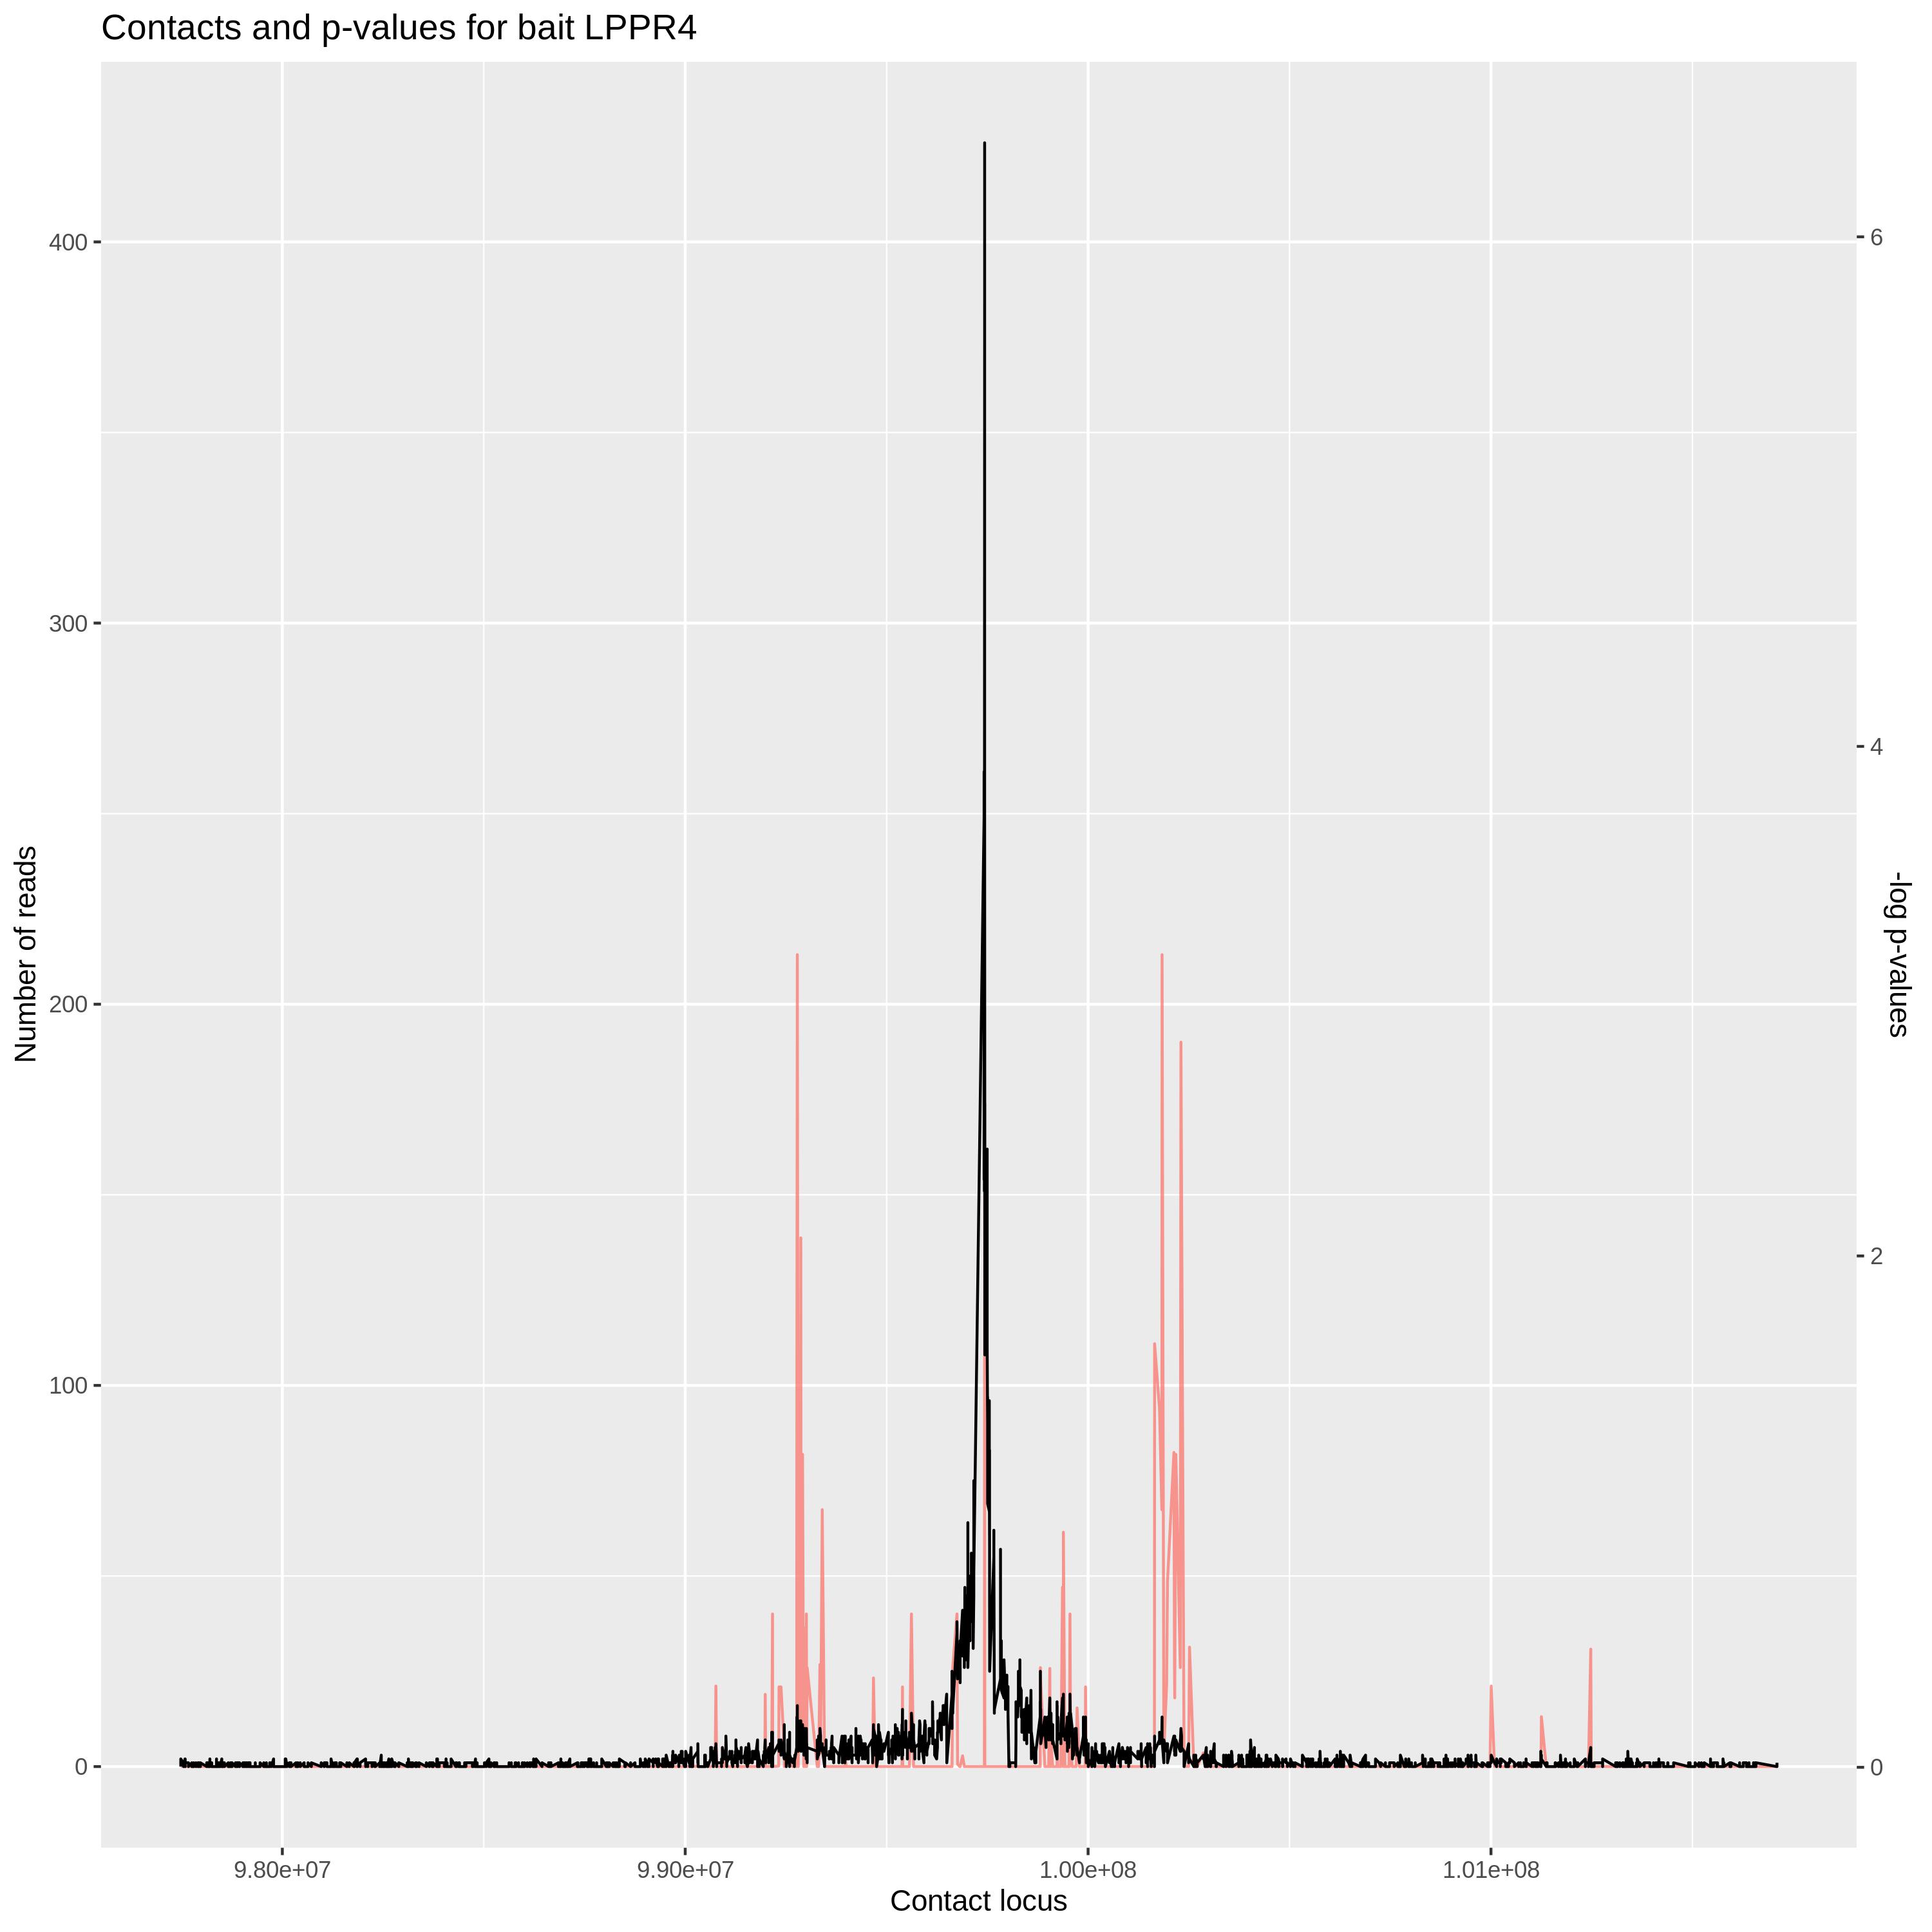 Contacts and p-values for bait LPPR4
400
300
200
100
0
Number of reads
6
4
2
0
-log p-values
9.80e+07
9.90e+07
1.00e+08
1.01e+08
Contact locus